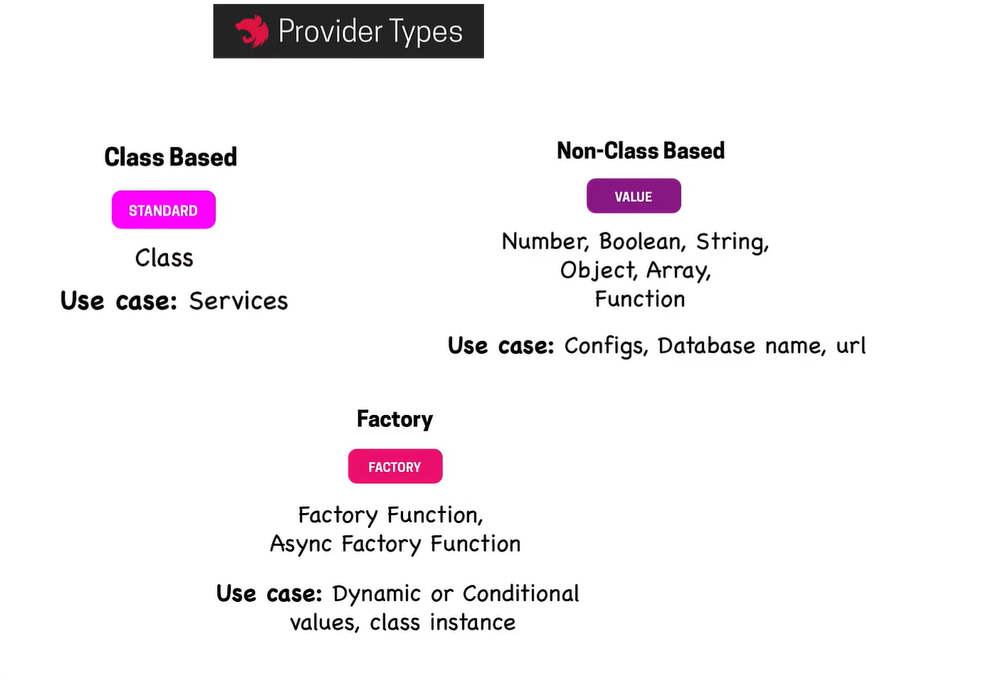 Provider Types
Class Based
STANDARD
Class
Use case: Services
Non-Class Based
VALUE
Number, Boolean, String,
Object, Array,
Function
Use case: Configs, Database name, url
Factory
FACTORY
Factory Function,
Async Factory Function
Use case: Dynamic or Conditional
values, class instance